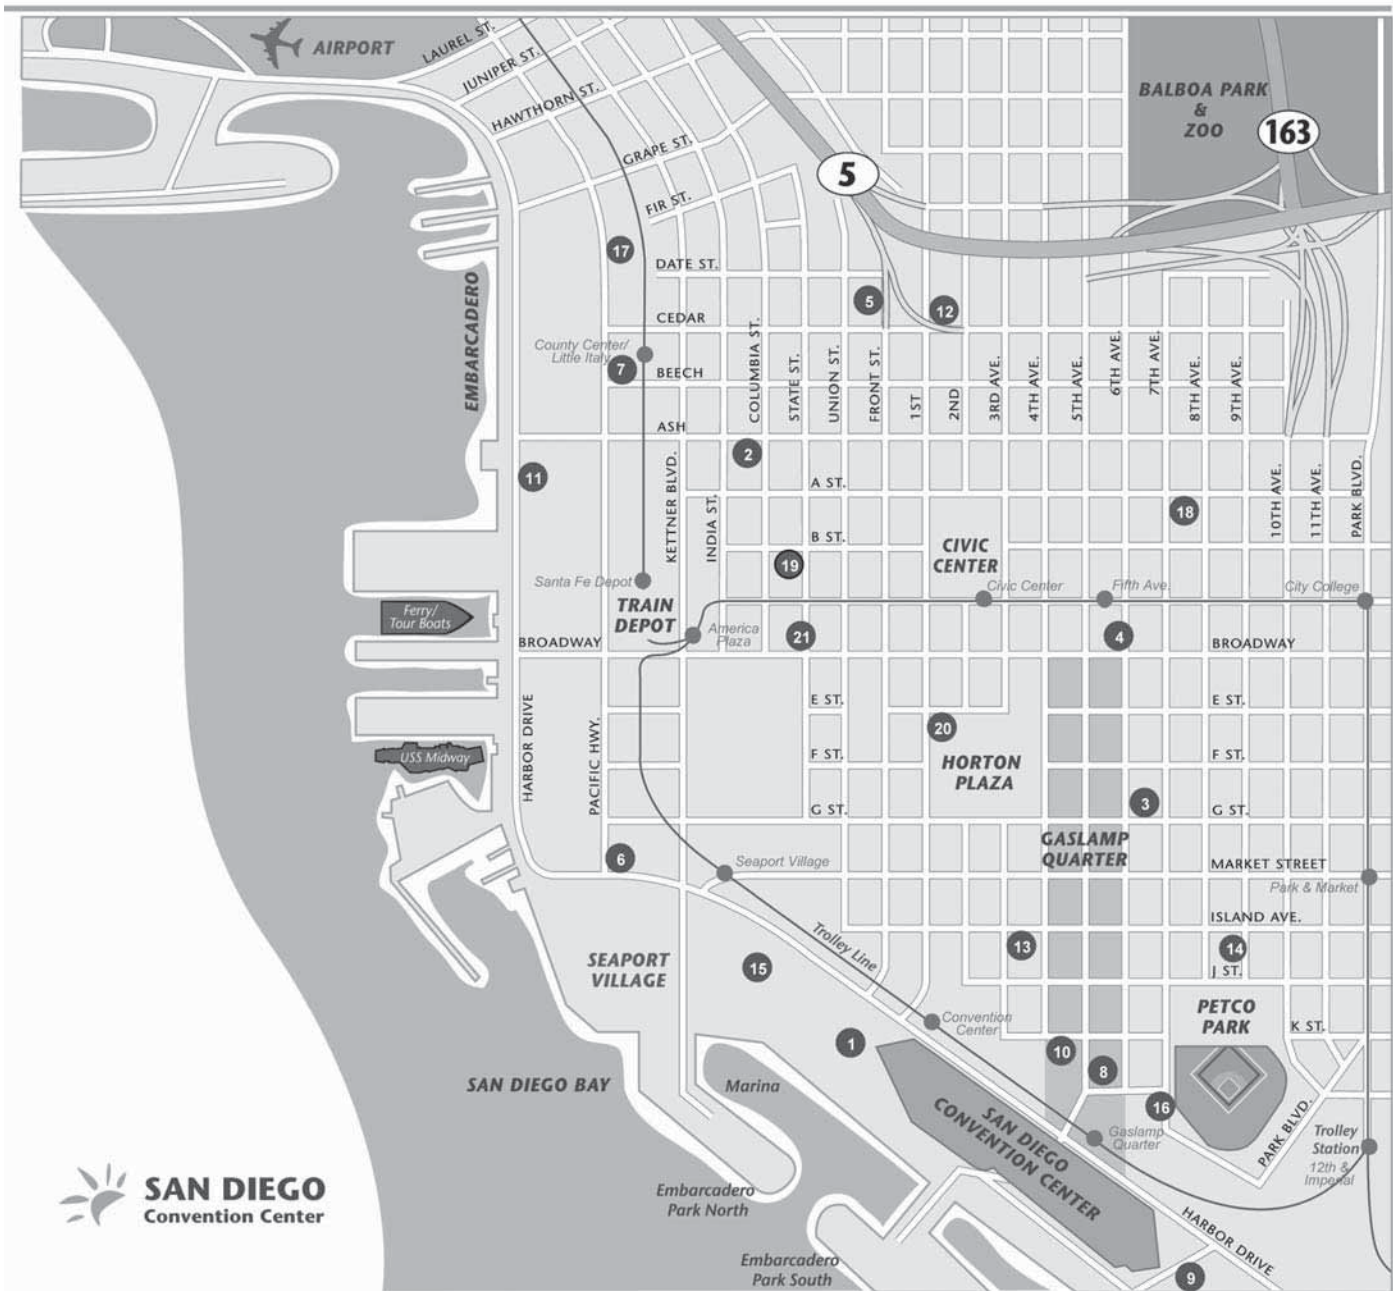 AIRPORT
LAUREL ST.
JUNIPER ST.
HAWTHORN ST.
GRAPE ST.
FIR ST.
BALBOA PARK
&
ZOO
163
5
17
DATE ST.
EMBARCADERO
5
12
CEDAR
County Center/
Little Italy
7
BEECH
COLUMBIA ST.
STATE ST.
UNION ST.
FRONT ST.
1ST
2ND
3RD AVE.
4TH AVE.
5TH AVE.
6TH AVE.
7TH AVE.
8TH AVE.
9TH AVE.
ASH
2
11
KETTNER BLVD.
INDIA ST.
A ST.
18
10TH AVE.
11TH AVE.
PARK BLVD.
B ST.
CIVIC
CENTER
19
Santa Fe Depot
Civic Center
Fifth Ave.
City College
TRAIN
DEPOT
Ferry/
Tour Boats
America
Plaza
21
4
BROADWAY
BROADWAY
HARBOR DRIVE
PACIFIC HWY.
E ST.
E ST.
20
F ST.
F ST.
USS Midway
HORTON
PLAZA
3
G ST.
G ST.
GASLAMP
QUARTER
6
Seaport Village
MARKET STREET
Park & Market
ISLAND AVE.
Trolley Line
13
14
SEAPORT
VILLAGE
15
J ST.
PETCO
PARK
Convention
Center
K ST.
1
10
8
SAN DIEGO BAY
Marina
16
SAN DIEGO
CONVENTION CENTER
Gaslamp
Quarter
PARK BLVD.
Trolley
Station
12th &
Imperial
SAN DIEGO
Convention Center
Embarcadero
Park North
HARBOR DRIVE
Embarcadero
Park South
9